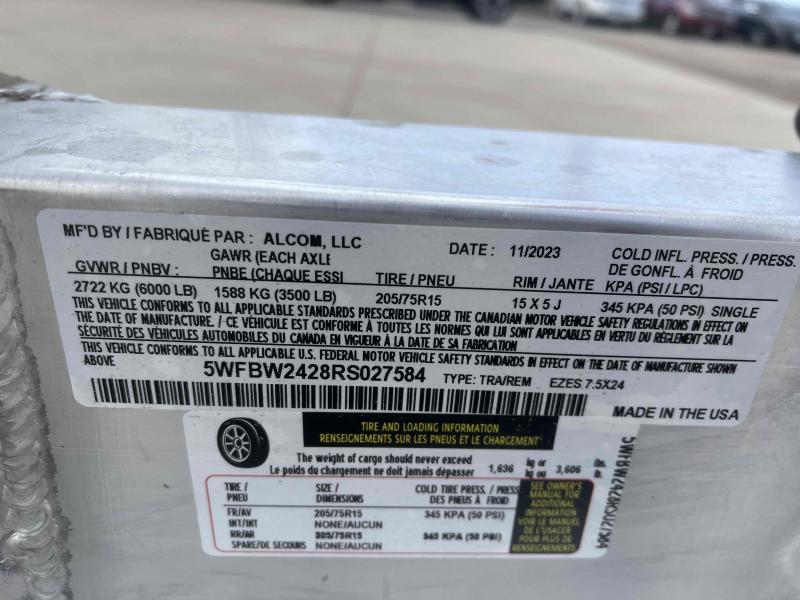 MF'D BY / FABRIQUÉ PAR : ALCOM, LLC DATE : 11/2023 COLD INFL. PRESS. / PRESS.
GAWR (EACH AXLE DE GONFL. À FROID
GVWR / PNBV : PNBE (CHAQUE ESSI TIRE / PNEU RIM / JANTE KPA (PSI / LPC)
2722 KG (6000 LB) 1588 KG (3500 LB) 205/75R15 15 X 5 J 345 KPA (50 PSI) SINGLE
THIS VEHICLE CONFORMS TO ALL APPLICABLE STANDARDS PRESCRIBED UNDER THE CANADIAN MOTOR VEHICLE SAFETY REGULATIONS IN EFFECT ON
THE DATE OF MANUFACTURE. / CE VÉHICULE EST CONFORME À TOUTES LES NORMES QUI LUI SONT APPLICABLES EN VERTU DU RÈGLEMENT SUR LA
SÉCURITÉ DES VÉHICULES AUTOMOBILES DU CANADA EN VIGUEUR À LA DATE DE SA FABRICATION
THIS VEHICLE CONFORMS TO ALL APPLICABLE U.S. FEDERAL MOTOR VEHICLE SAFETY STANDARDS IN EFFECT ON THE DATE OF MANUFACTURE SHOWN
ABOVE 5WFBW2428RS027584 TYPE: TRA/REM EZES 7.5X24
MADE IN THE USA
TIRE AND LOADING INFORMATION
RENSEIGNEMENTS SUR LES PNEUS ET LE CHARGEMENT
The weight of cargo should never exceed kg or lbs.
Le poids du chargement ne doit jamais dépasser 1,636 kg ou 3,606 lb.
TIRE / SIZE / COLD TIRE PRESS. / PRESS
PNEU DIMENSIONS DES PNEUS À FROID
FR/AV 205/75R15 345 KPA (50 PSI)
INT/INT NONE/AUCUN
RR/AR 205/75R15 345 KPA (50 PSI)
SPARE/DE SECOURS NONE/AUCUN
SEE OWNER'S
MANUAL FOR
ADDITIONAL
INFORMATION
VOIR LE MANUEL
DE L'USAGER
POUR PLUS DE
RENSEIGNEMENTS
5WFBW2428RS027584